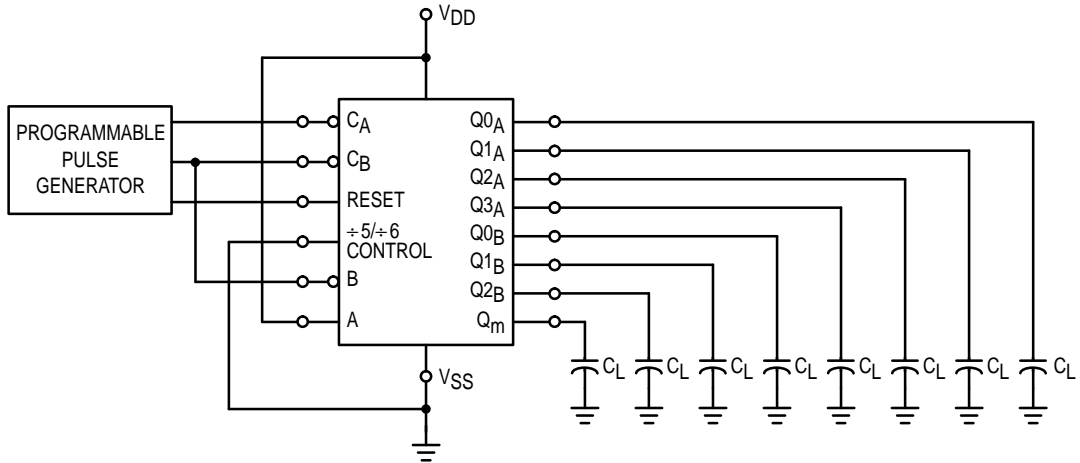 VDD
PROGRAMMABLE
PULSE
GENERATOR
CA
CB
RESET
÷5/÷6
CONTROL
B
A
Q0A
Q1A
Q2A
Q3A
Q0B
Q1B
Q2B
Qm
VSS
CL CL CL CL CL CL CL CL